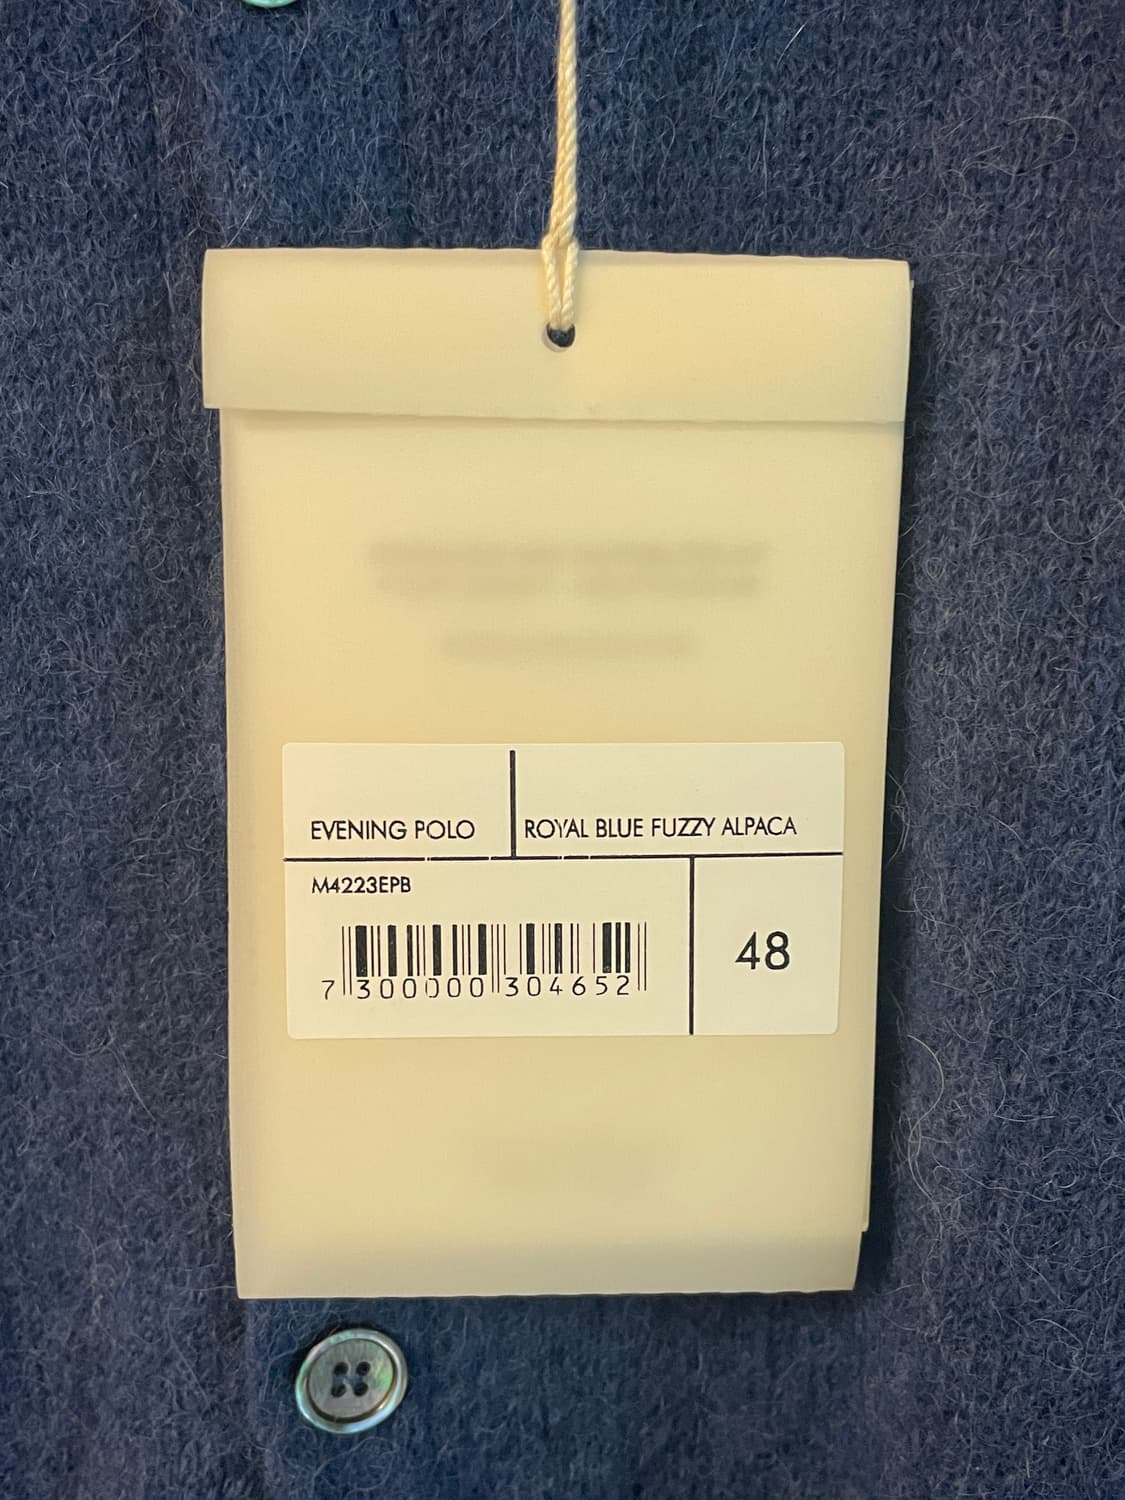 EVENING POLO
ROYAL BLUE FUZZY ALPACA
M4223EPB
7 300000 304652
48